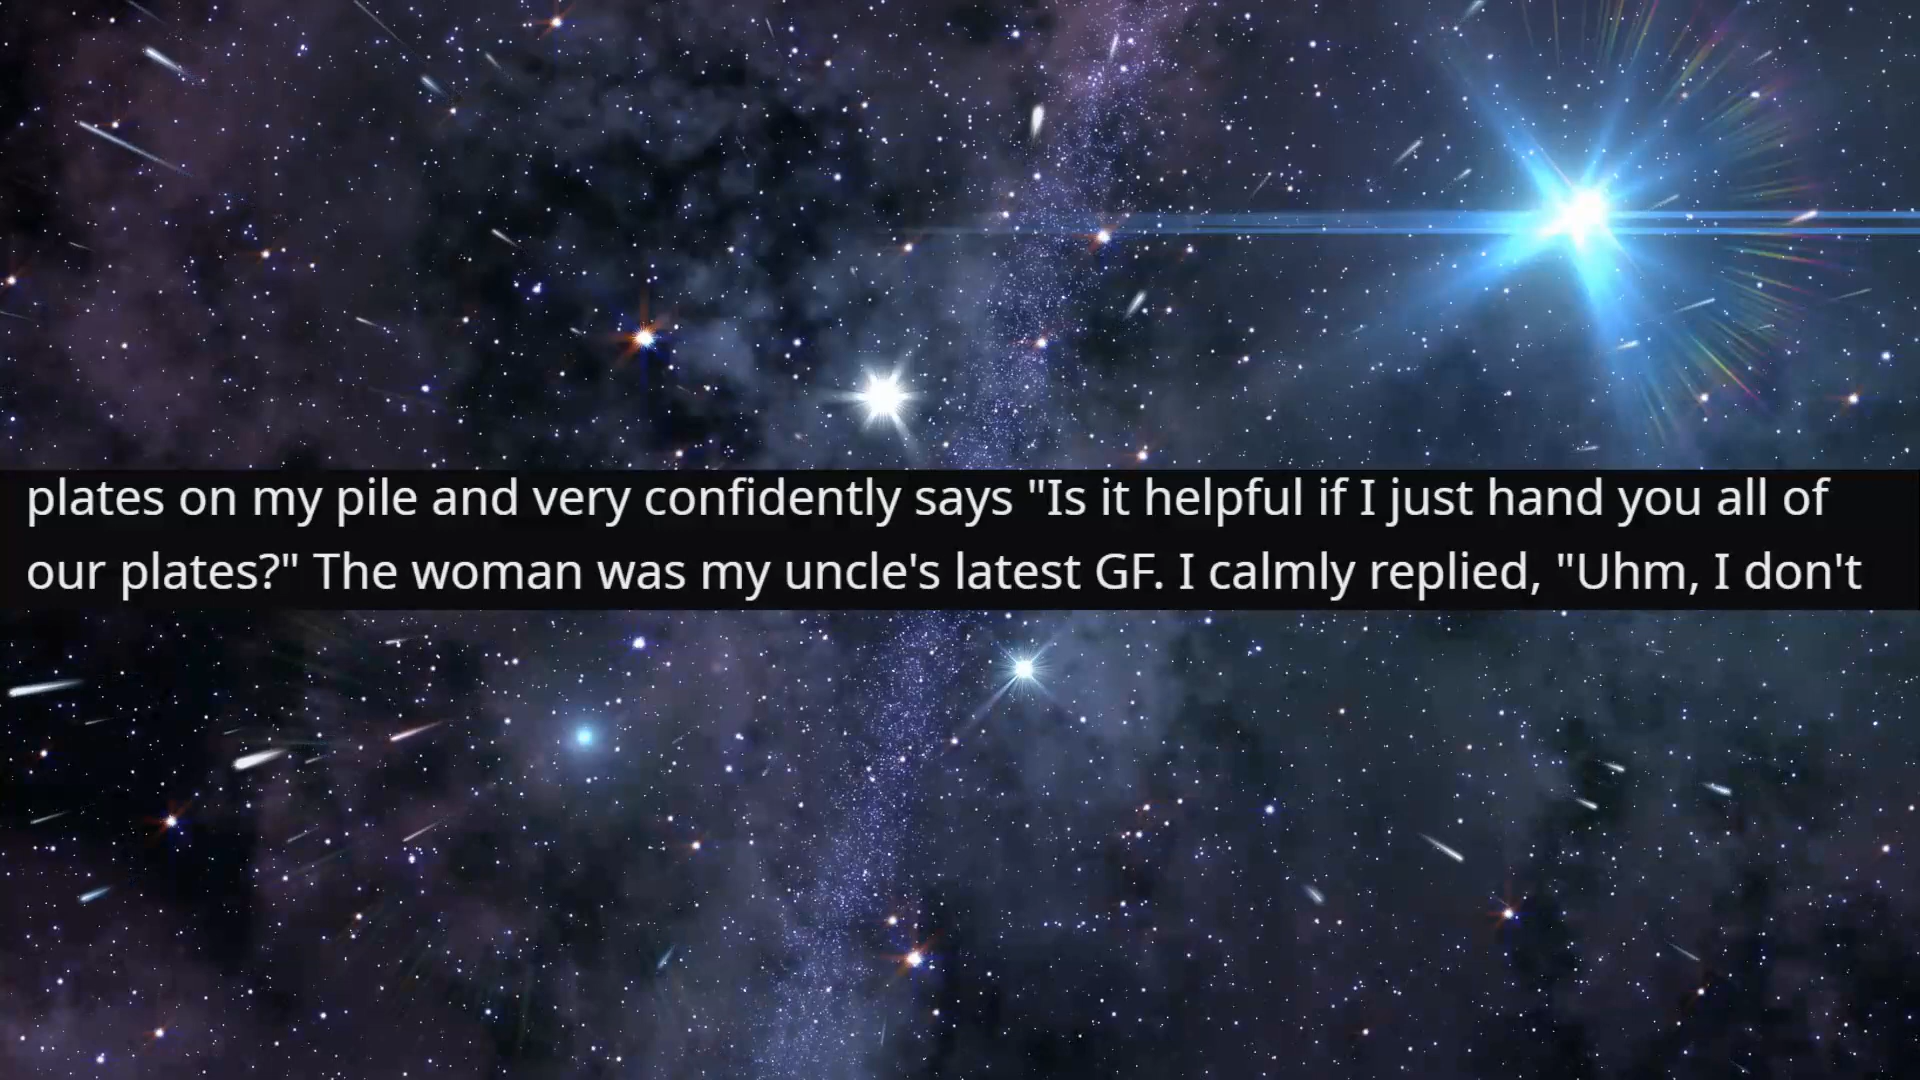 plates on my pile and very confidently says "Is it helpful if I just hand you all of
our plates?" The woman was my uncle's latest GF. I calmly replied, "Uhm, I don't